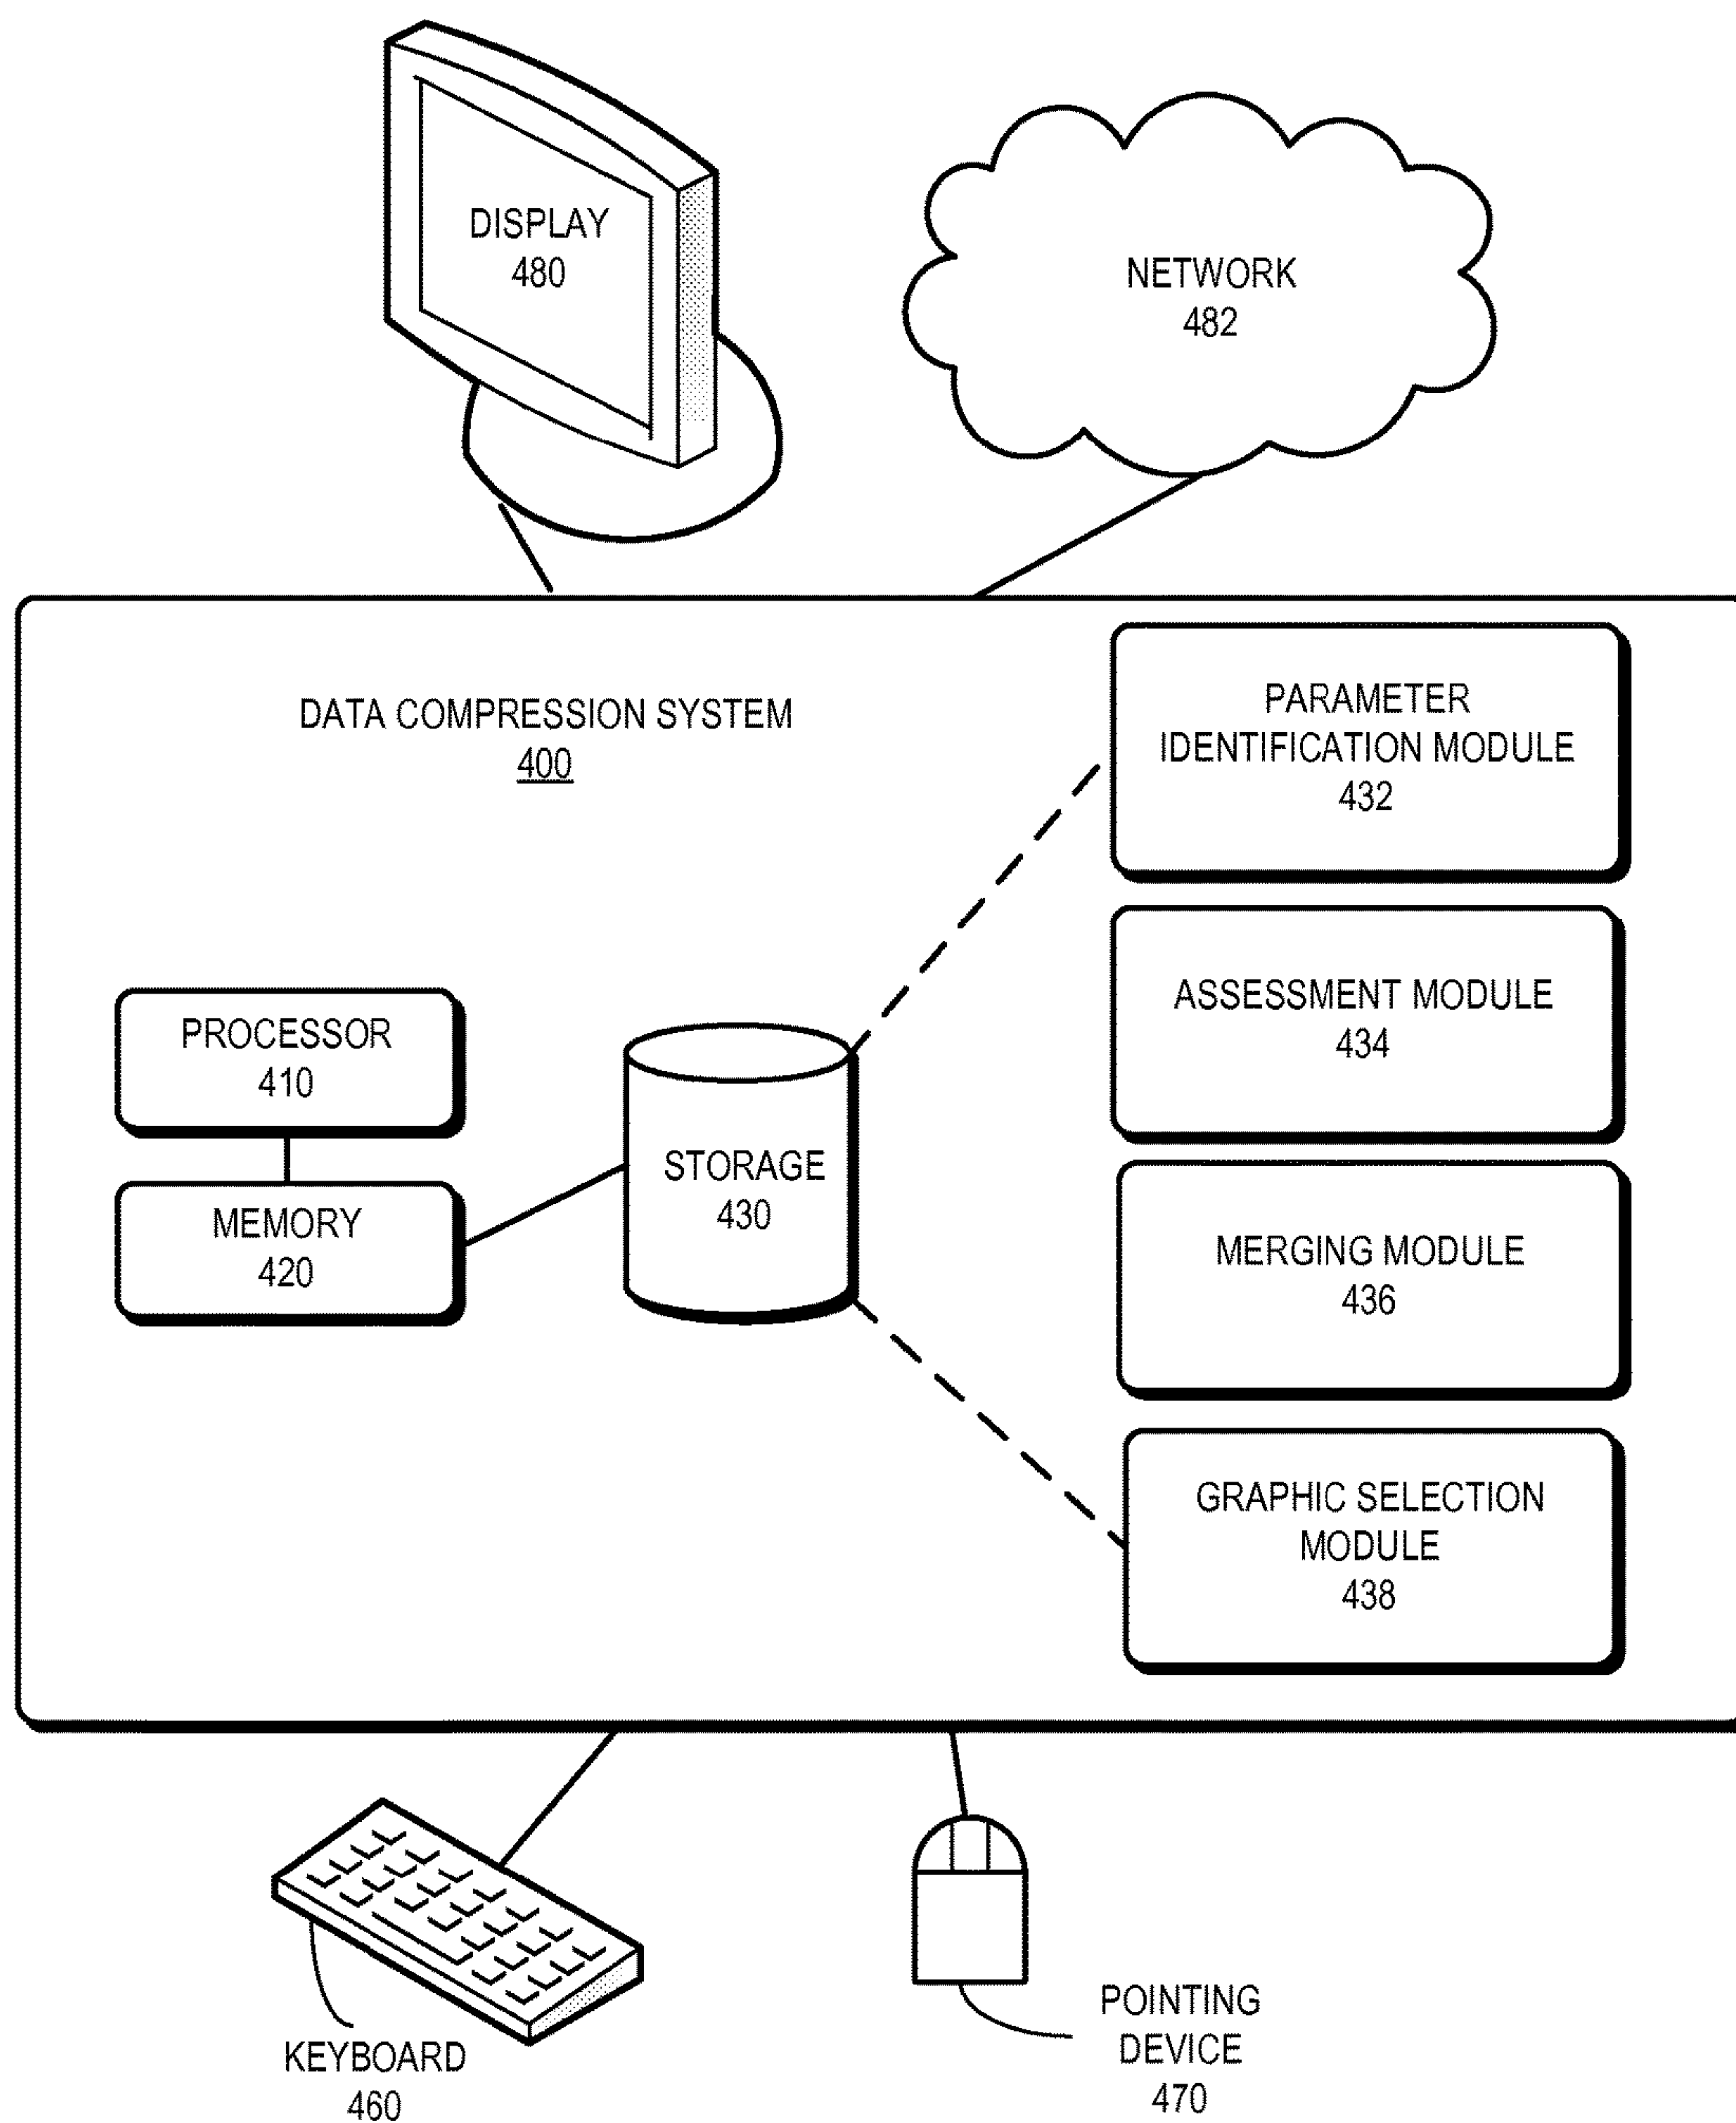 DISPLAY
480
NETWORK
482
DATA COMPRESSION SYSTEM
400
PARAMETER
IDENTIFICATION MODULE
432
ASSESSMENT MODULE
434
PROCESSOR
410
MEMORY
420
STORAGE
430
MERGING MODULE
436
GRAPHIC SELECTION
MODULE
438
KEYBOARD
460
POINTING
DEVICE
470